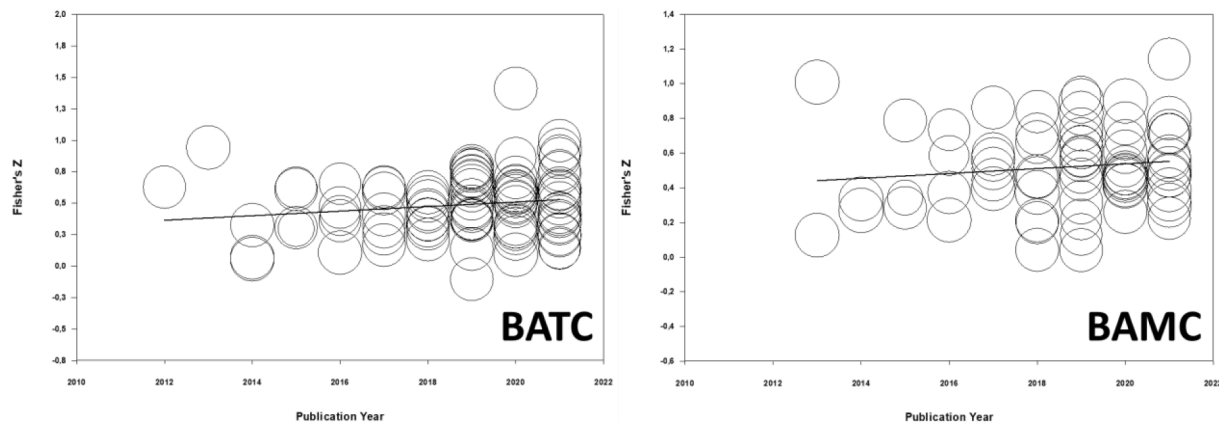 2,0
1,8
1,5
1,3
1,0
0,8
0,5
0,3
0,0
-0,3
-0,5
-0,8
Fisher's Z
BATC
2010 2012 2014 2016 2018 2020 2022
Publication Year
1,4
1,2
1,0
0,8
0,6
0,4
0,2
0,0
-0,2
-0,4
-0,6
Fisher's Z
BAMC
2010 2012 2014 2016 2018 2020 2022
Publication Year